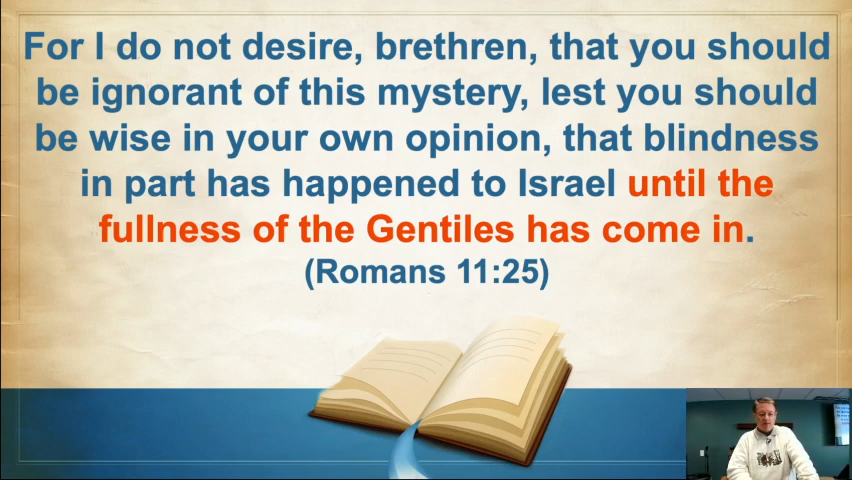 For I do not desire, brethren, that you should
be ignorant of this mystery, lest you should
be wise in your own opinion, that blindness
in part has happened to Israel until the
fullness of the Gentiles has come in.
(Romans 11:25)